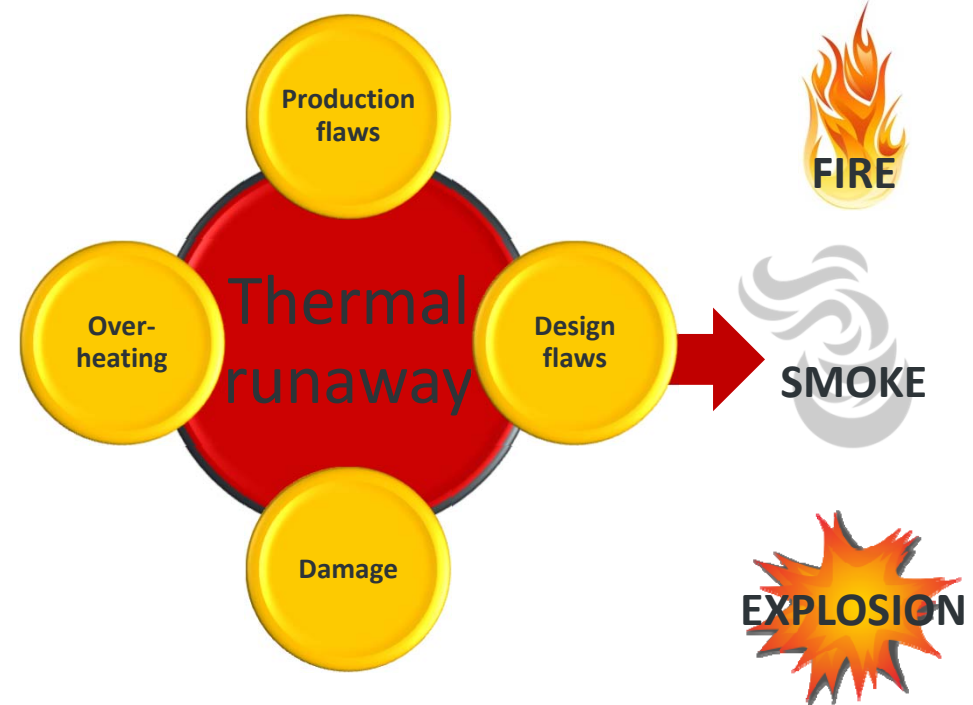 Production
flaws
FIRE
Thermal
runaway
Over-
heating
Design
flaws
SMOKE
Damage
EXPLOSION